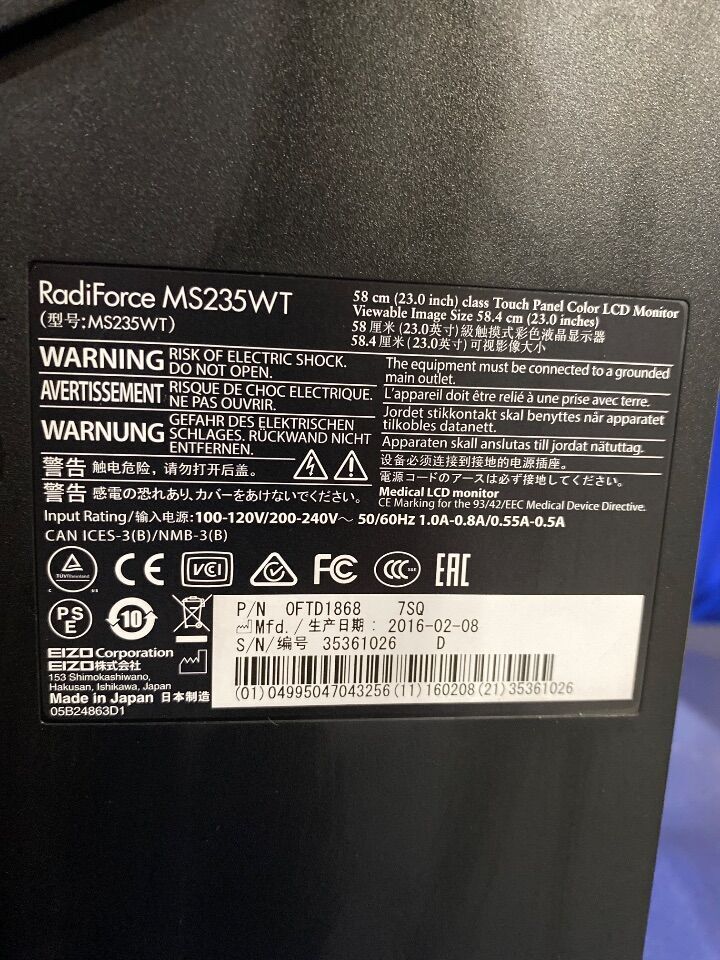 RadiForce MS235WT
(型号:MS235WT)
58 cm (23.0 inch) class Touch Panel Color LCD Monitor
Viewable Image Size 58.4 cm (23.0 inches)
58 厘米 (23.0英寸) 級触摸式彩色液晶显示器
58.4 厘米 (23.0英寸) 可视影像大小
WARNING RISK OF ELECTRIC SHOCK.
DO NOT OPEN.
AVERTISSEMENT RISQUE DE CHOC ELECTRIQUE.
NE PAS OUVRIR.
WARNUNG GEFAHR DES ELEKTRISCHEN
SCHLAGES. RÜCKWAND NICHT
ENTFERNEN.
警告 触电危险, 请勿打开后盖。
警告 感電の恐れあり、カバーをあけないでください。
The equipment must be connected to a grounded
main outlet.
L'appareil doit être relié à une prise avec terre.
Jordet stikkontakt skal benyttes når apparatet
tilkobles datanett.
Apparaten skall anslutas till jordat nätuttag.
设备必须连接到接地的电源插座。
電源コードのアースは必ず接地してください。
Medical LCD monitor
CE Marking for the 93/42/EEC Medical Device Directive.
Input Rating/输入电源: 100-120V/200-240V～ 50/60Hz 1.0A-0.8A/0.55A-0.5A
CAN ICES-3(B)/NMB-3(B)
TÜVRheinland
C US
CE VCI FC CCC EAC
PSE 10
EIZO Corporation
EIZO株式会社
153 Shimokashiwano,
Hakusan, Ishikawa, Japan
Made in Japan 日本制造
05B24863D1
P/N 0FTD1868 7SQ
Mfd./生产日期: 2016-02-08
S/N/编号 35361026 D
(01)04995047043256(11)160208(21)35361026